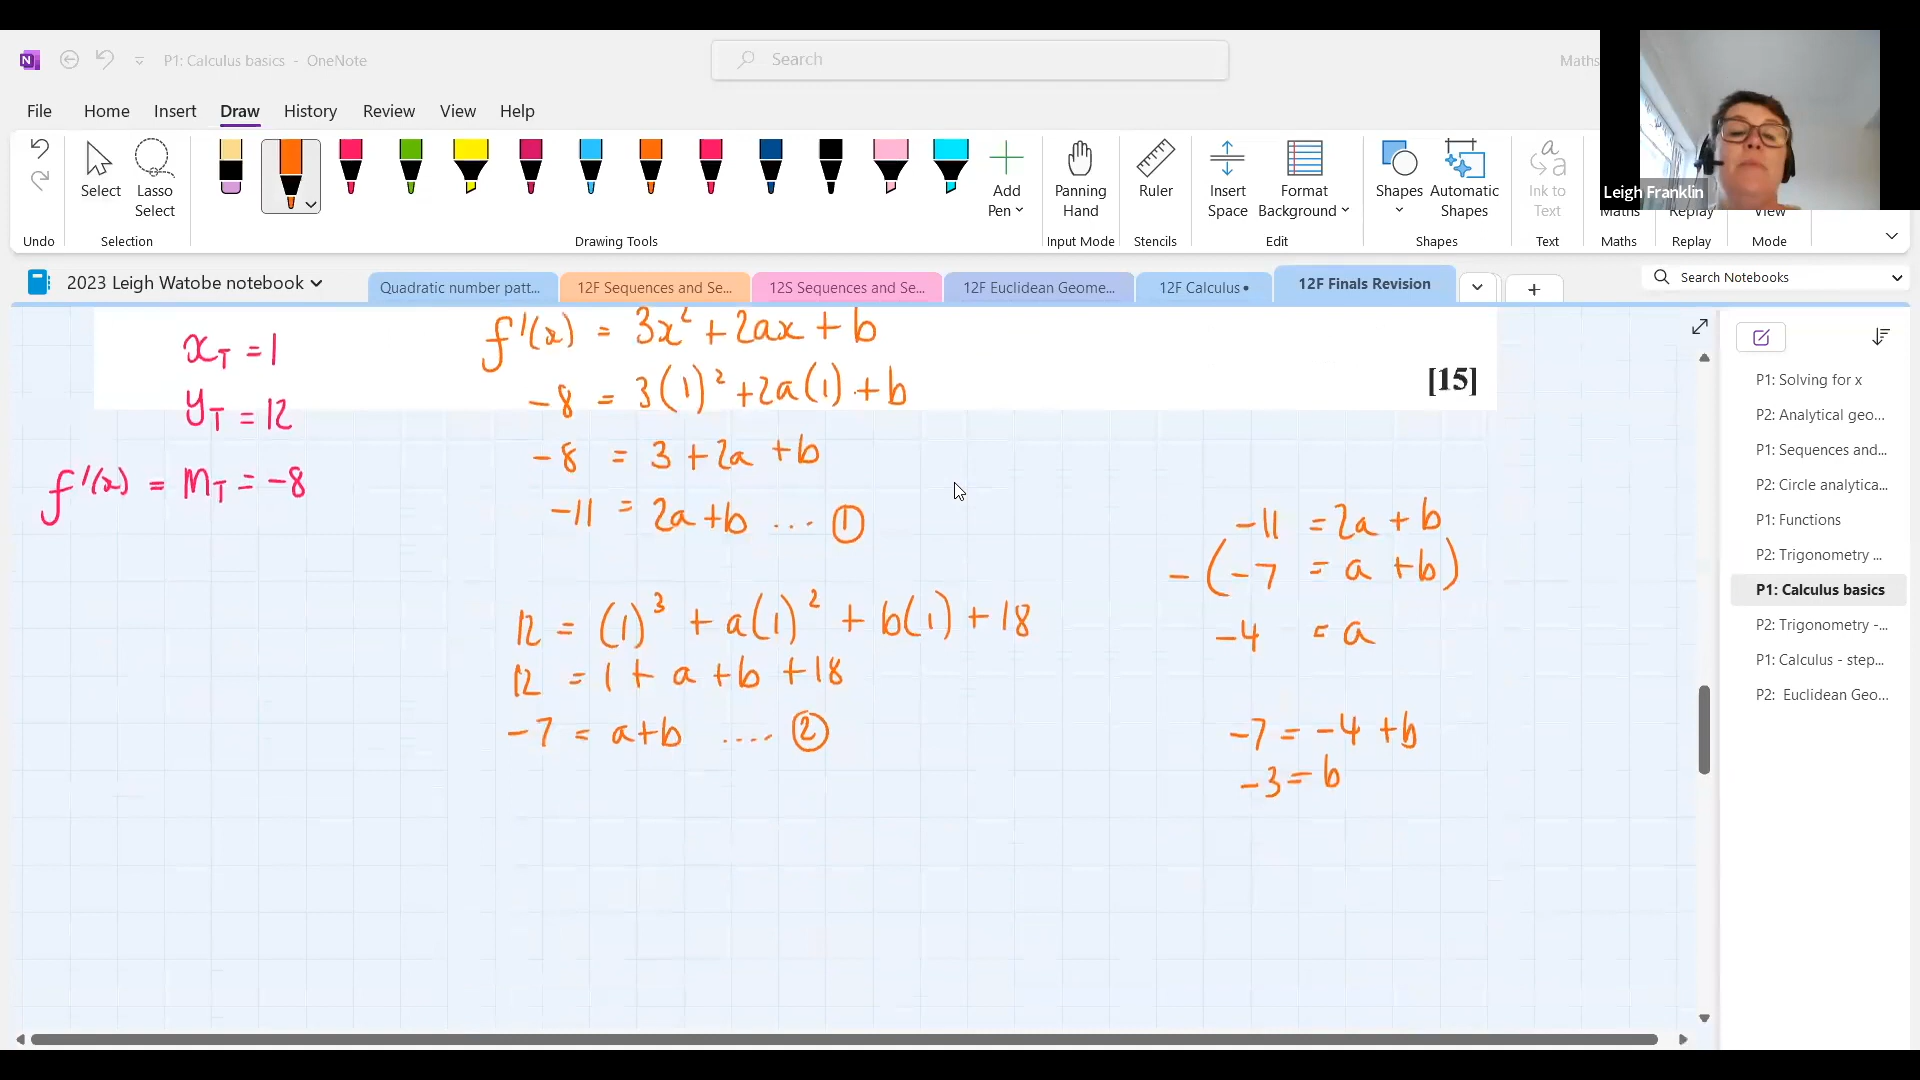 P1: Calculus basics - OneNote
Search
Maths
File Home Insert Draw History Review View Help
Undo
Select
Lasso Select
Selection
Drawing Tools
Add Pen
Panning Hand
Input Mode
Ruler
Stencils
Insert Space
Format Background
Edit
Shapes
Automatic Shapes
Shapes
Ink to Text
Text
Maths
Maths
Replay
Replay
View
Mode
Leigh Franklin
2023 Leigh Watobe notebook
Quadratic number patt...
12F Sequences and Se...
12S Sequences and Se...
12F Euclidean Geome...
12F Calculus
12F Finals Revision
Search Notebooks
x_T = 1
y_T = 12
f'(x) = m_T = -8
f'(x) = 3x² + 2ax + b
-8 = 3(1)² + 2a(1) + b
-8 = 3 + 2a + b
-11 = 2a + b ... ①
12 = (1)³ + a(1)² + b(1) + 18
12 = 1 + a + b + 18
-7 = a + b .... ②
[15]
-11 = 2a + b
-(-7 = a + b)
-4 = a
-7 = -4 + b
-3 = b
P1: Solving for x
P2: Analytical geo...
P1: Sequences and...
P2: Circle analytica...
P1: Functions
P2: Trigonometry ...
P1: Calculus basics
P2: Trigonometry -...
P1: Calculus - step...
P2: Euclidean Geo...